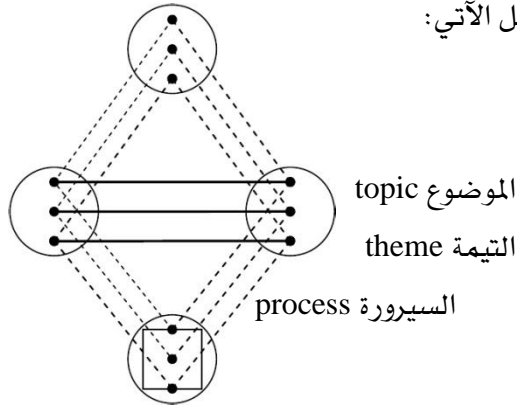 ل الآتي:
الموضوع topic
التيمة theme
السيرورة process